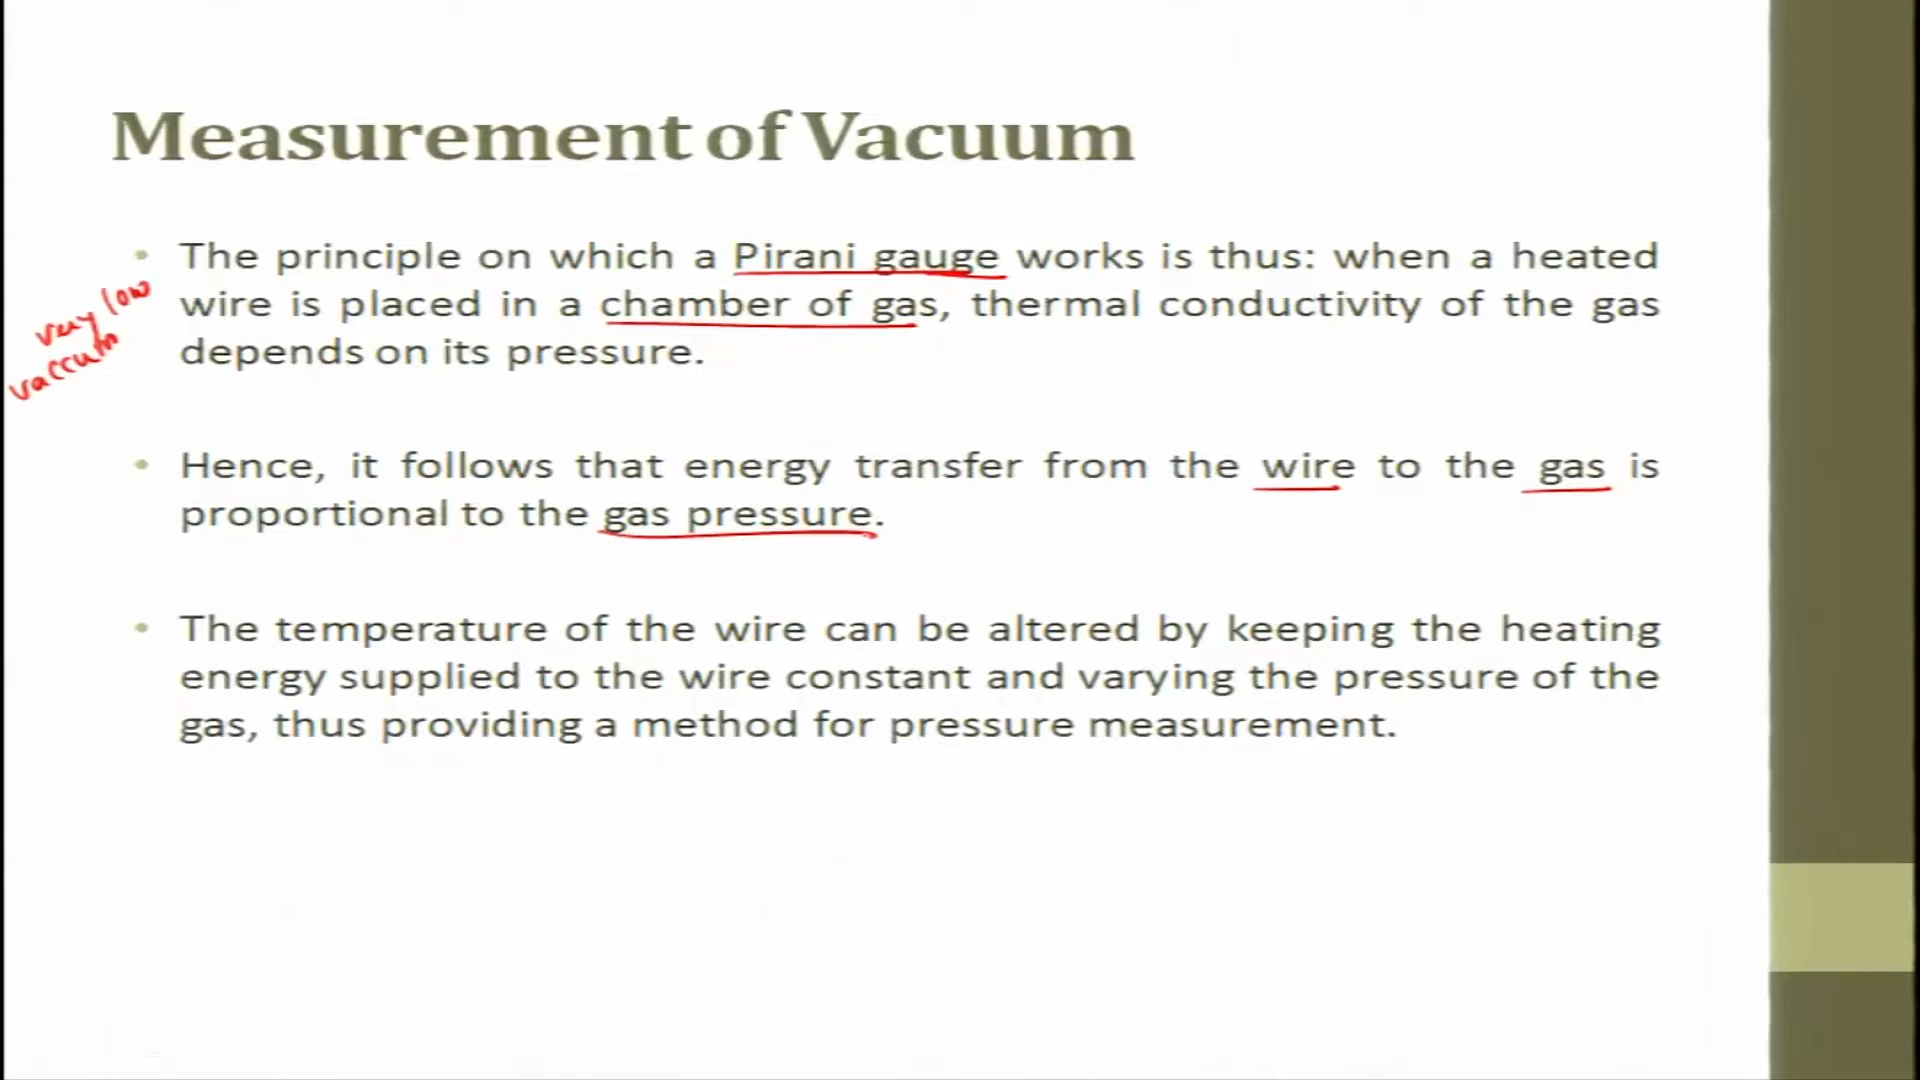 Measurement of Vacuum
• The principle on which a Pirani gauge works is thus: when a heated
wire is placed in a chamber of gas, thermal conductivity of the gas
depends on its pressure.
very low
vaccum
• Hence, it follows that energy transfer from the wire to the gas is
proportional to the gas pressure.
• The temperature of the wire can be altered by keeping the heating
energy supplied to the wire constant and varying the pressure of the
gas, thus providing a method for pressure measurement.